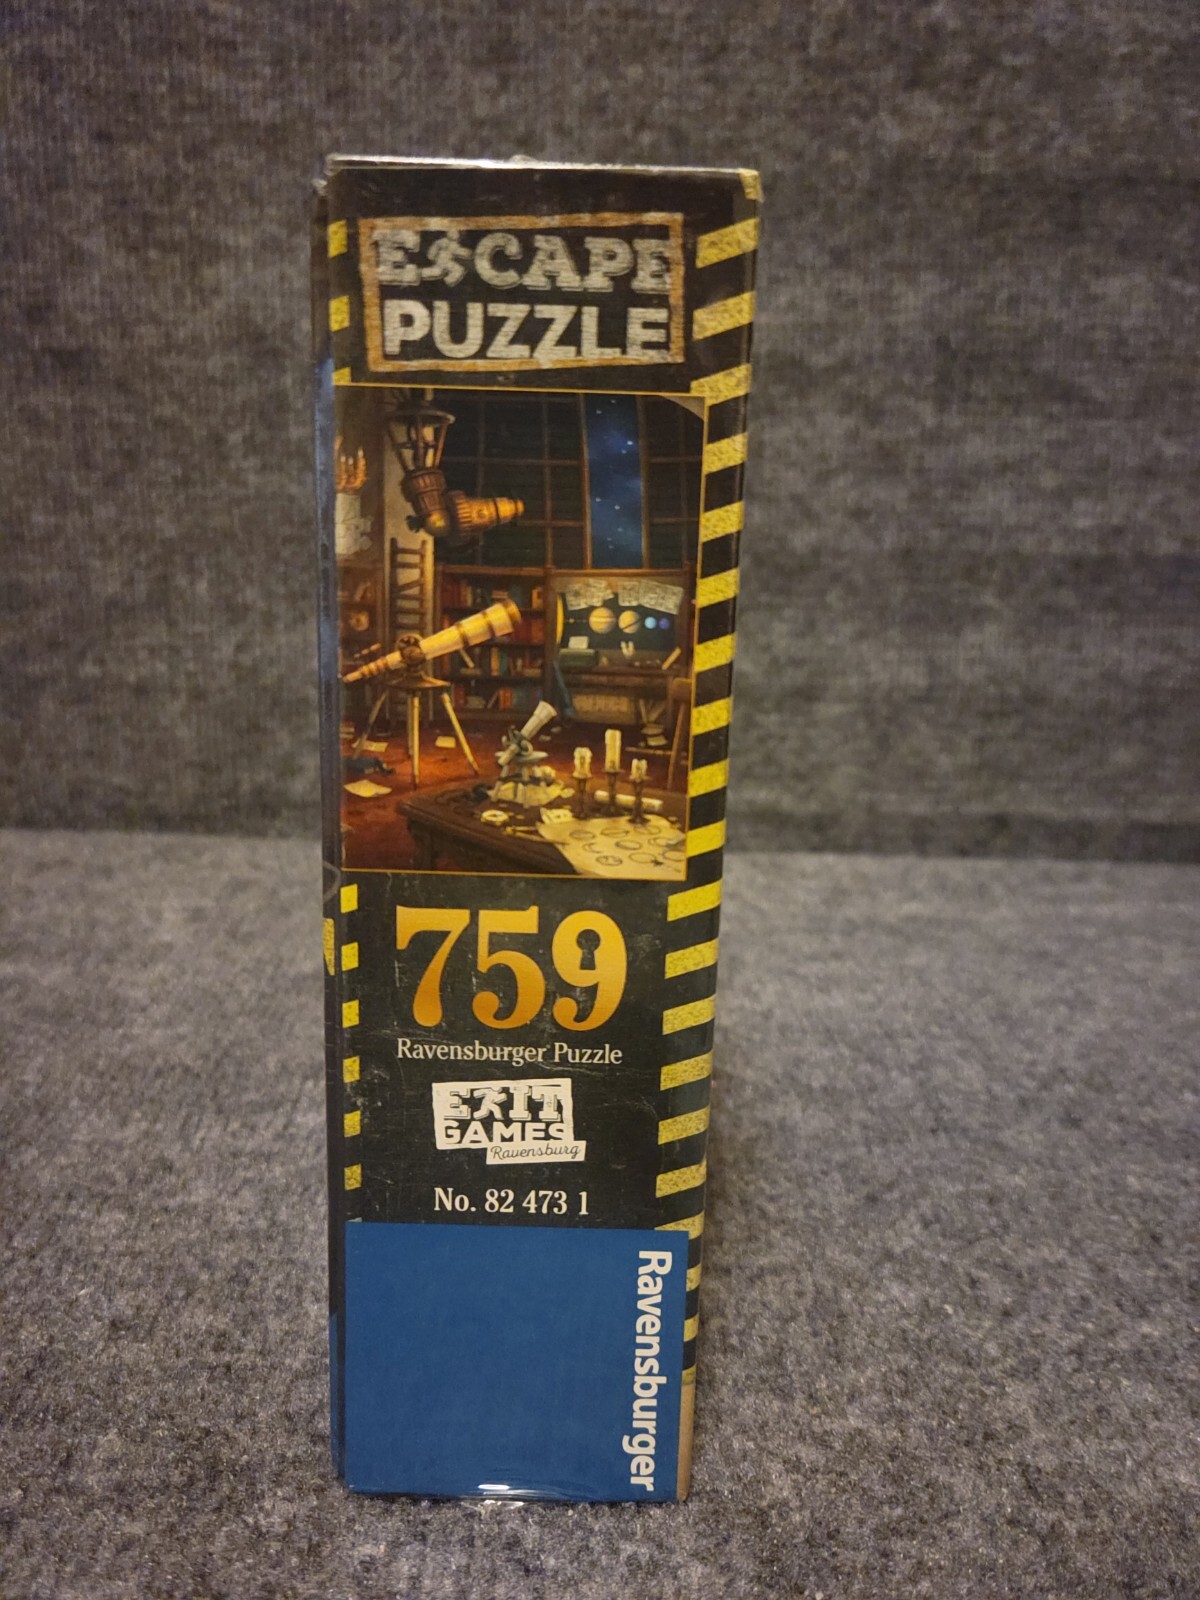 ESCAPE
PUZZLE
759
Ravensburger Puzzle
EXIT
GAMES
Ravensburg
No. 82 473 1
Ravensburger